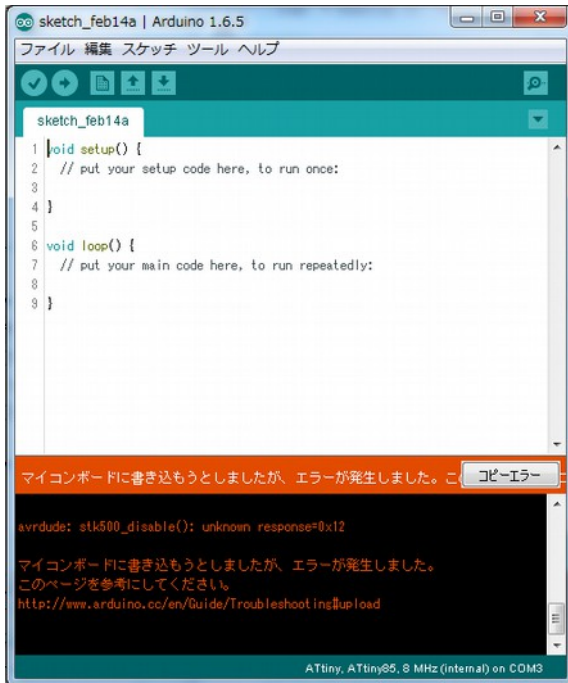 sketch_feb14a | Arduino 1.6.5
ファイル 編集 スケッチ ツール ヘルプ
sketch_feb14a
1 void setup() {
2 // put your setup code here, to run once:
3
4 }
5
6 void loop() {
7 // put your main code here, to run repeatedly:
8
9 }
マイコンボードに書き込もうとしましたが、エラーが発生しました。こ
コピーエラー
avrdude: stk500_disable(): unknown response=0x12
マイコンボードに書き込もうとしましたが、エラーが発生しました。
このページを参考にしてください。
http://www.arduino.cc/en/Guide/Troubleshooting#upload
ATtiny, ATtiny85, 8 MHz (internal) on COM3